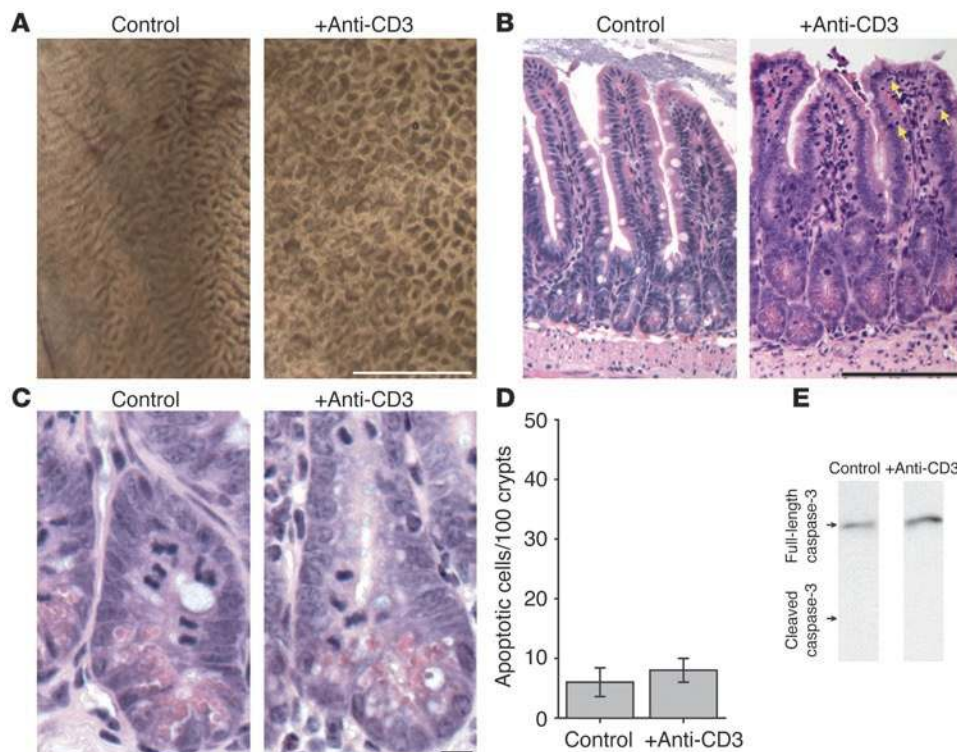 A
Control
+Anti-CD3
B
Control
+Anti-CD3
C
Control
+Anti-CD3
D
50
40
30
20
10
0
Apoptotic cells/100 crypts
Control
+Anti-CD3
E
Control +Anti-CD3
Full-length
caspase-3
Cleaved
caspase-3